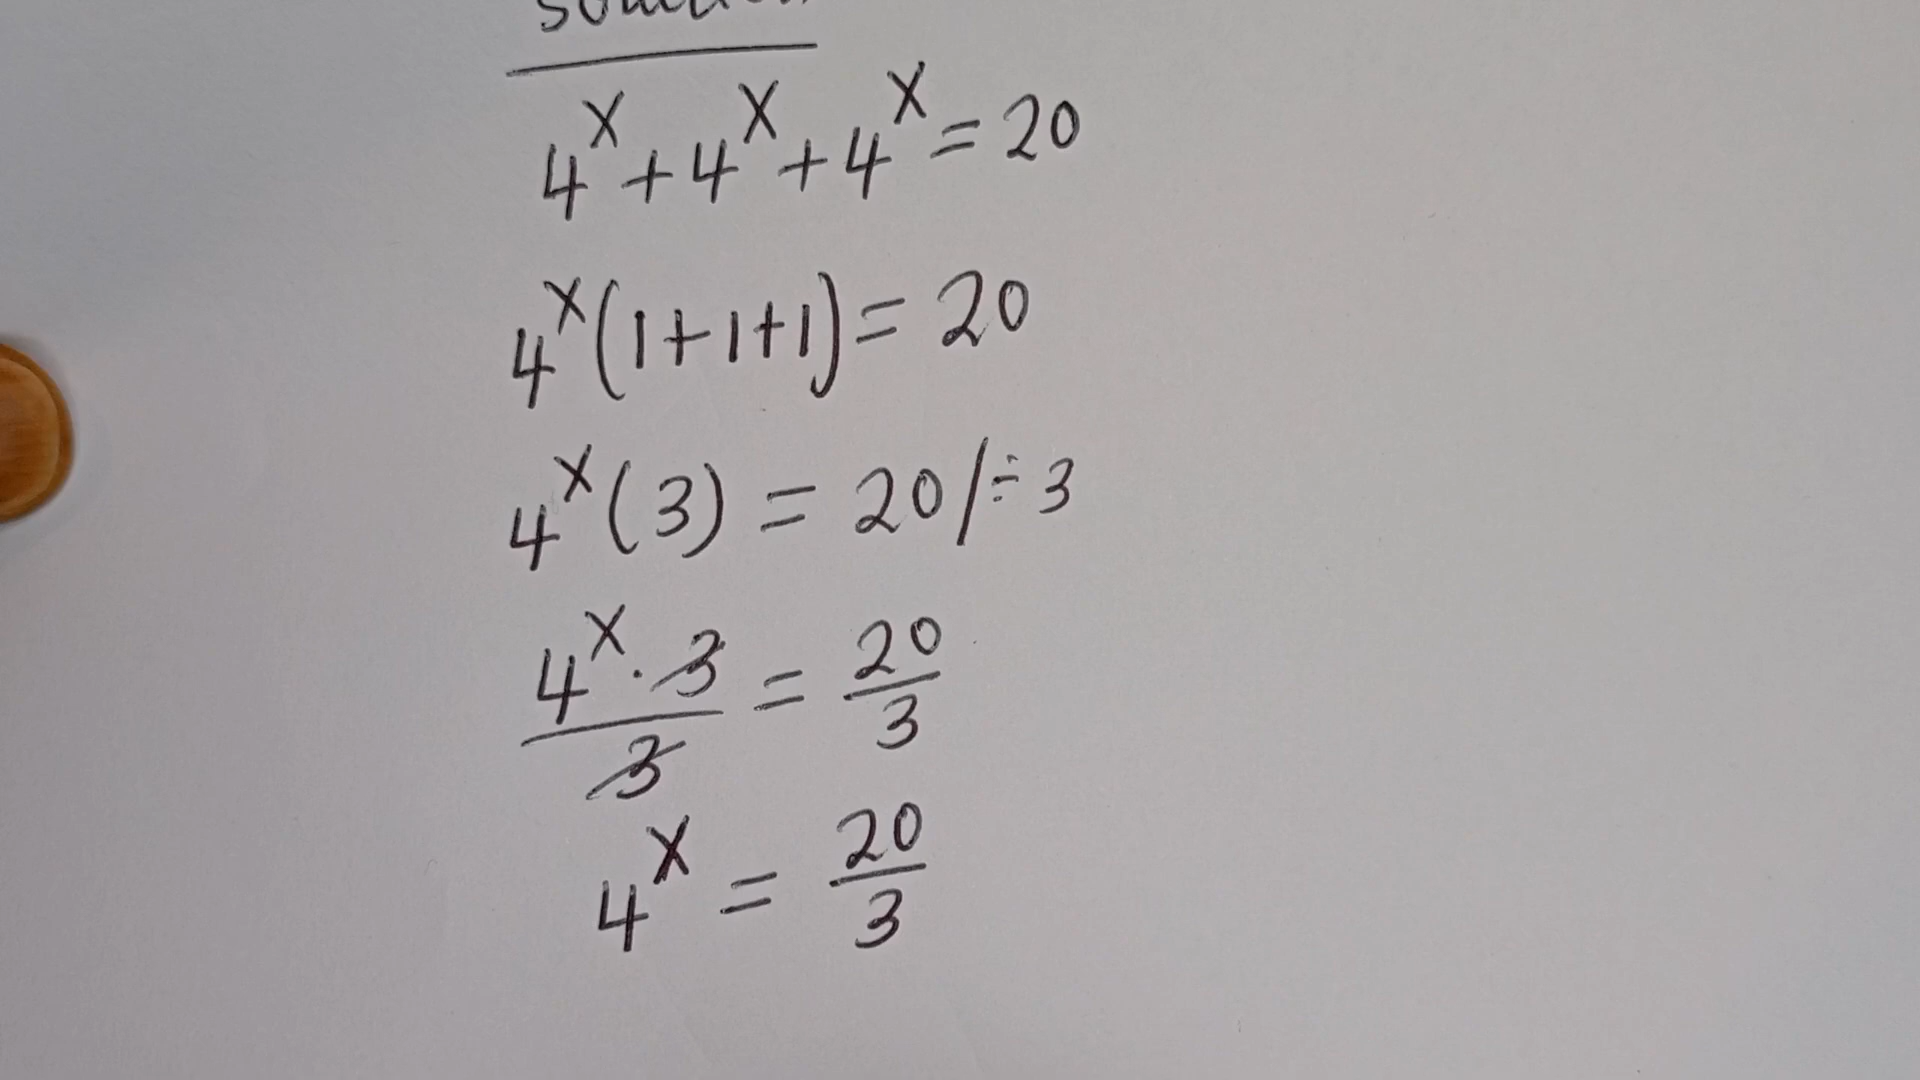 4^x + 4^x + 4^x = 20
4^x (1+1+1) = 20
4^x (3) = 20 / ÷ 3
4^x · 3 / 3 = 20 / 3
4^x = 20 / 3